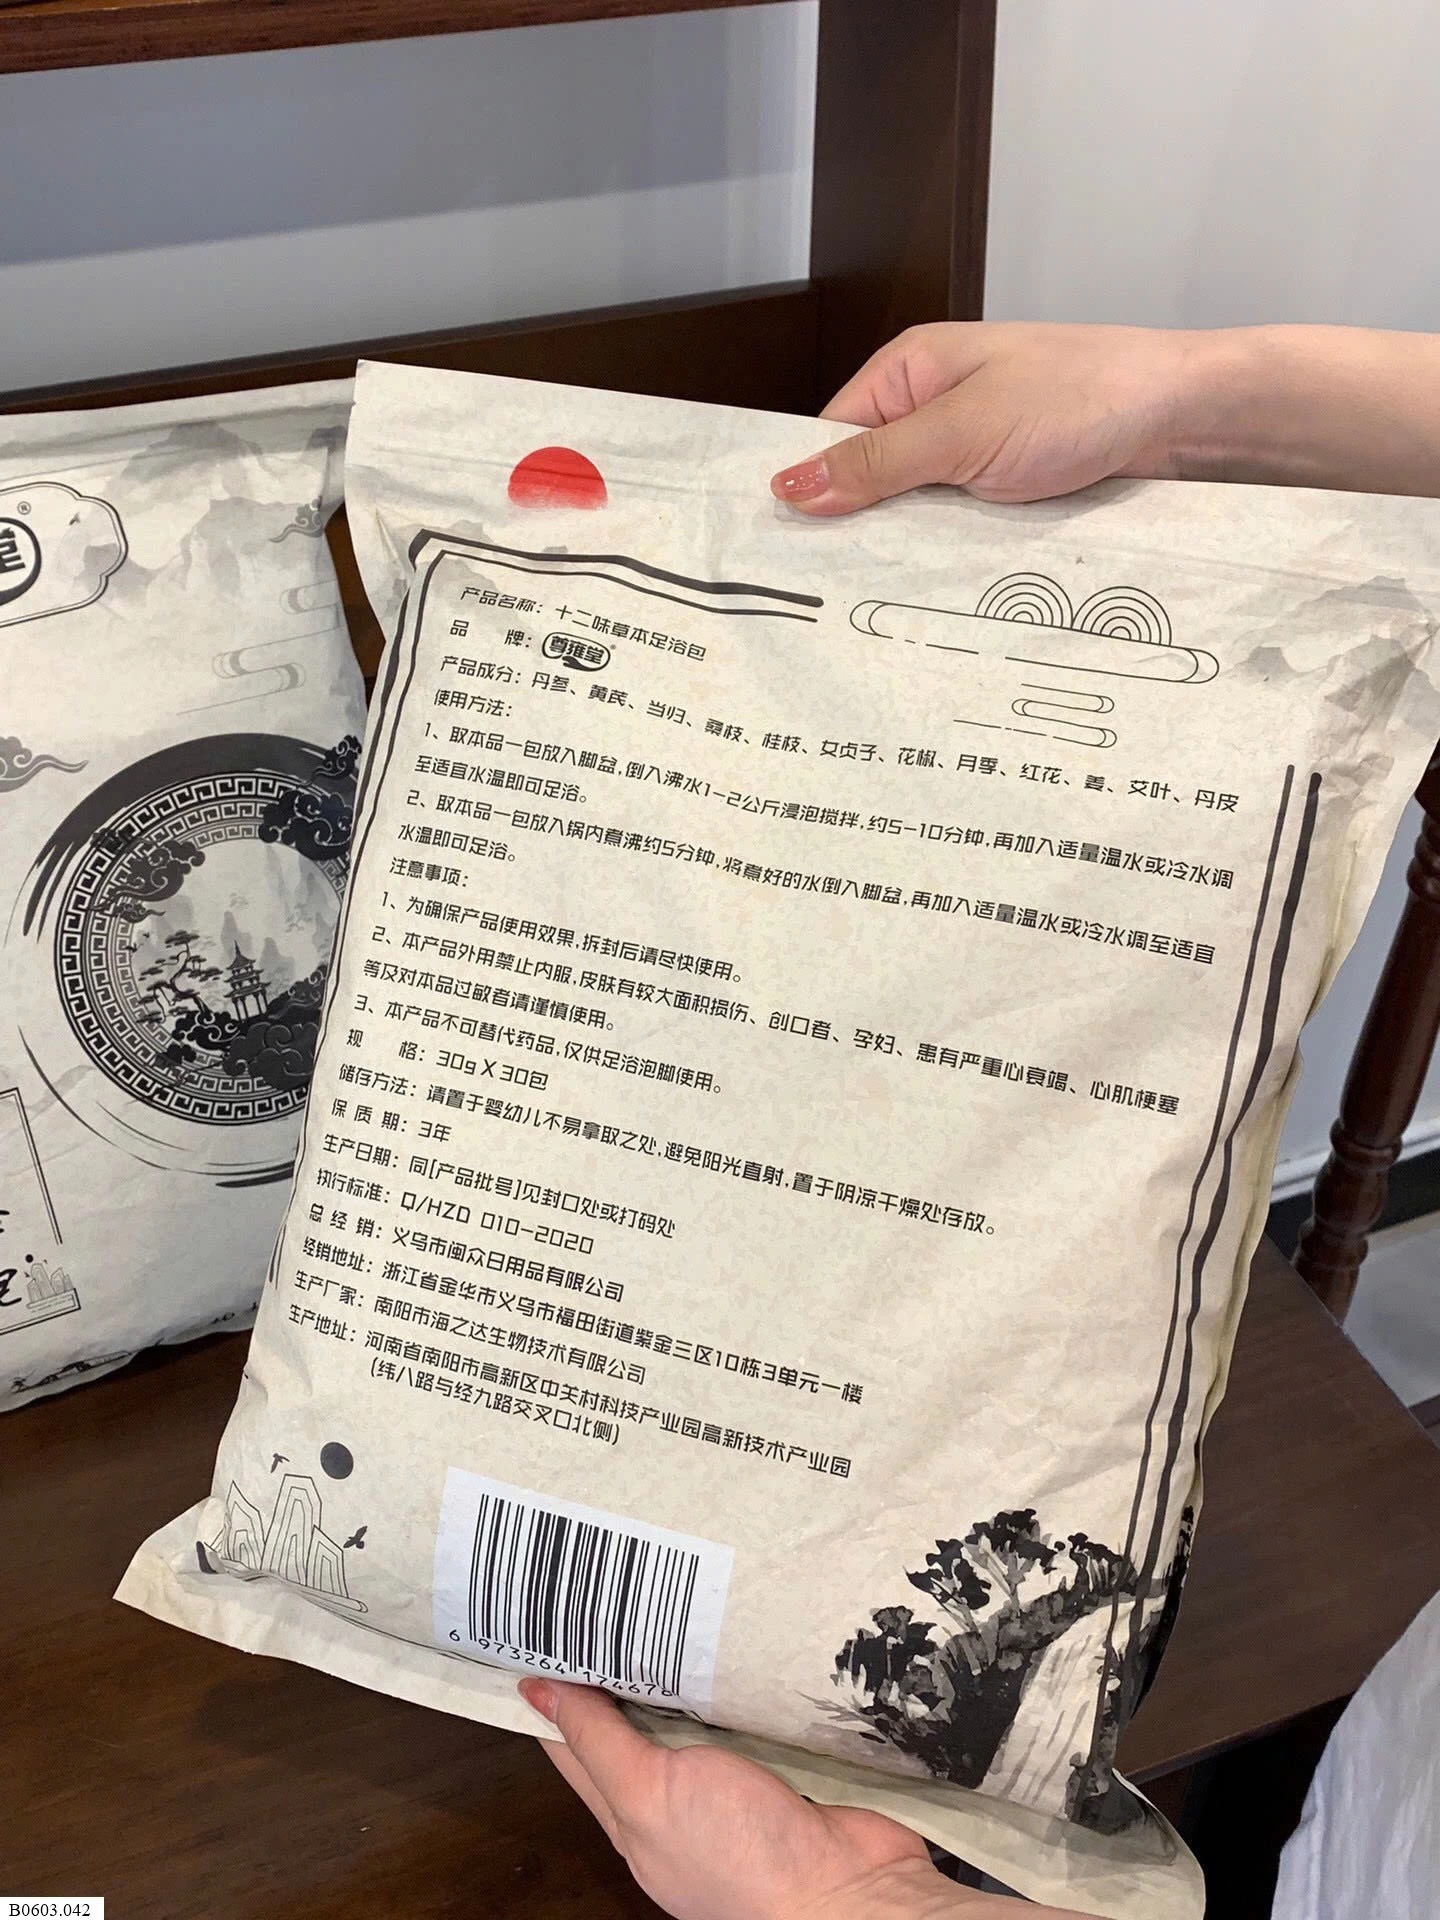 产品名称：十二味草本足浴包
品 牌：尊雍堂®
产品成分：丹参、黄芪、当归、桑枝、桂枝、女贞子、花椒、月季、红花、姜、艾叶、丹皮
使用方法：
1、取本品一包放入脚盆,倒入沸水1-2公斤浸泡搅拌,约5-10分钟,再加入适量温水或冷水调
至适宜水温即可足浴。
2、取本品一包放入锅内煮沸约5分钟,将煮好的水倒入脚盆,再加入适量温水或冷水调至适宜
水温即可足浴。
注意事项：
1、为确保产品使用效果,拆封后请尽快使用。
2、本产品外用禁止内服,皮肤有较大面积损伤、创口者、孕妇、患有严重心衰竭、心肌梗塞
等及对本品过敏者请谨慎使用。
3、本产品不可替代药品,仅供足浴泡脚使用。
规 格：30g X 30包
储存方法：请置于婴幼儿不易拿取之处,避免阳光直射,置于阴凉干燥处存放。
保 质 期：3年
生产日期：同[产品批号]见封口处或打码处
执行标准：Q/HZD 010-2020
总 经 销：义乌市闽众日用品有限公司
经销地址：浙江省金华市义乌市福田街道紫金三区10栋3单元一楼
生产厂家：南阳市海之达生物技术有限公司
生产地址：河南省南阳市高新区中关村科技产业园高新技术产业园
(纬八路与经九路交叉口北侧)
6 973264 174678
堂®
B0603.042